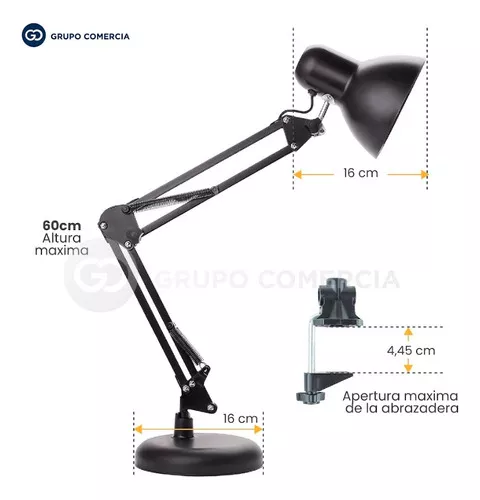 GRUPO COMERCIA
16 cm
60cm
Altura
maxima
GRUPO COMERCIA
4,45 cm
Apertura maxima
de la abrazadera
16 cm